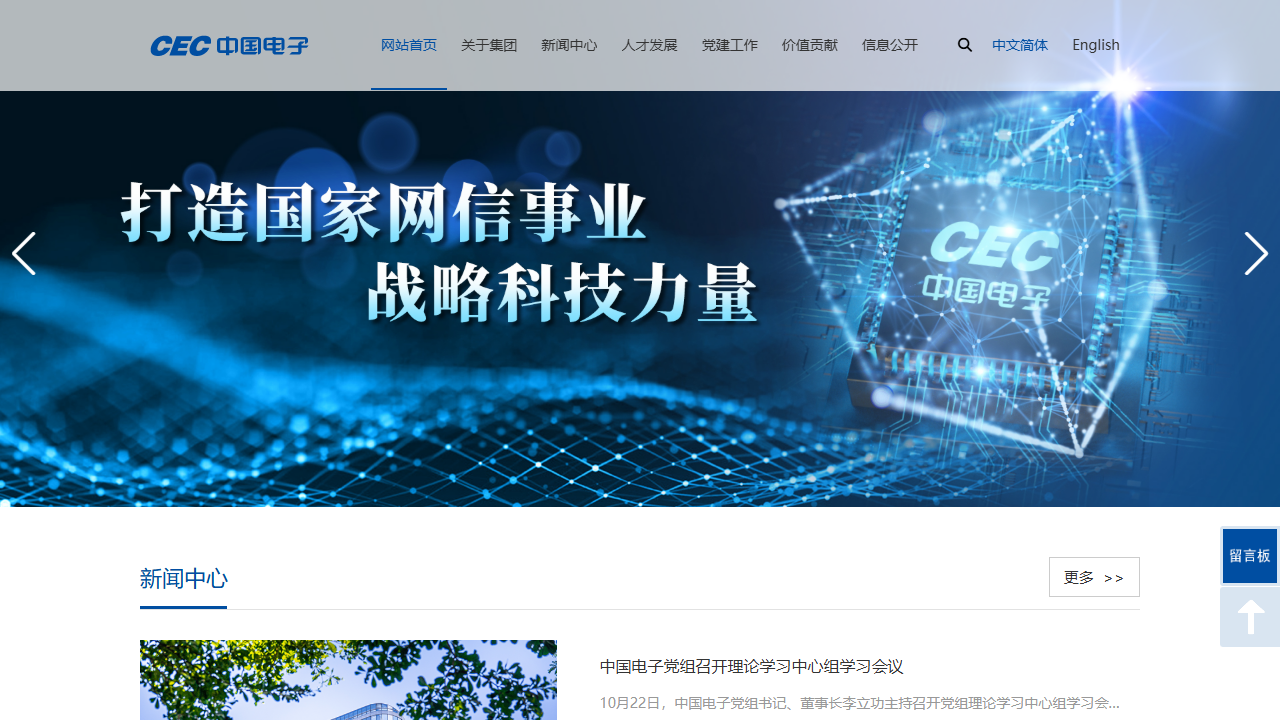 CEC 中国电子
网站首页 关于集团 新闻中心 人才发展 党建工作 价值贡献 信息公开 中文简体 English
打造国家网信事业
战略科技力量
CEC
中国电子
留言板
新闻中心
更多 >>
中国电子党组召开理论学习中心组学习会议
10月22日，中国电子党组书记、董事长李立功主持召开党组理论学习中心组学习会...